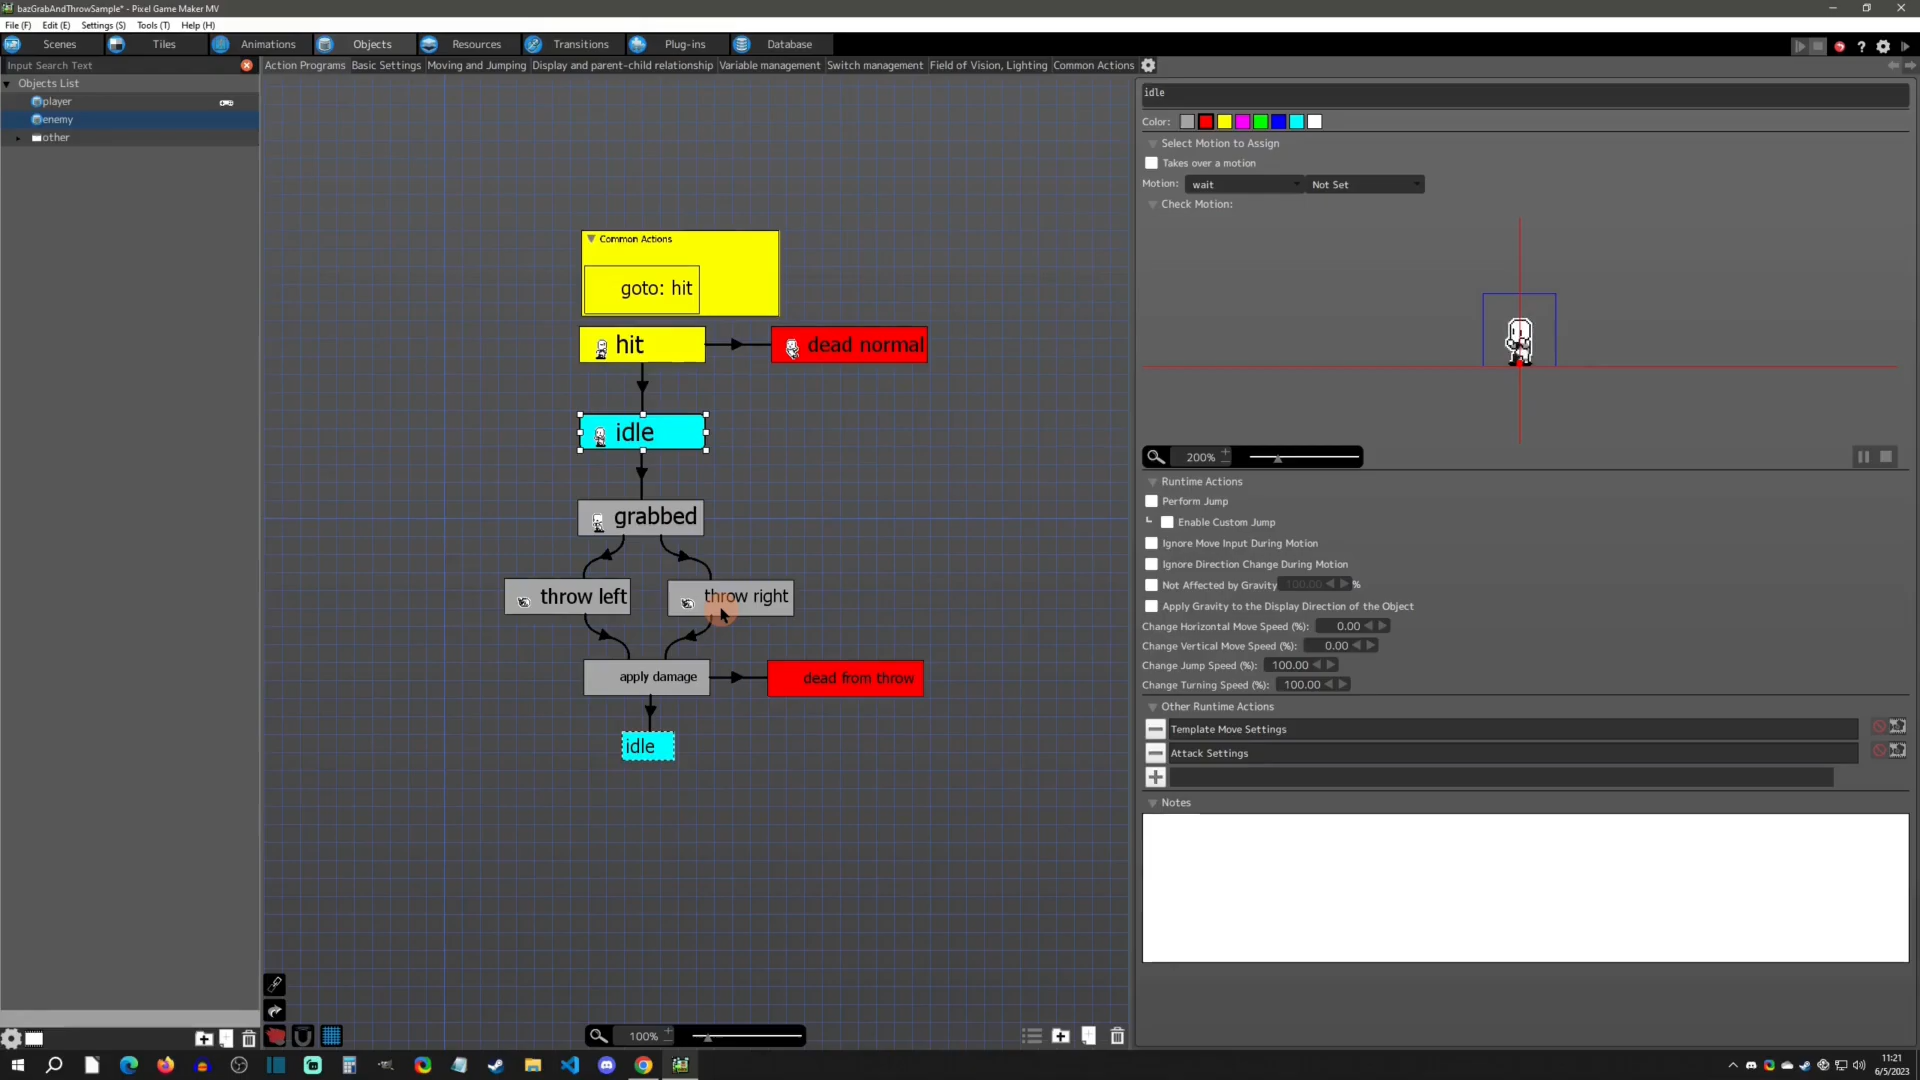 bazGrabAndThrowSample* - Pixel Game Maker MV
File (F) Edit (E) Settings (S) Tools (T) Help (H)
Scenes Tiles Animations Objects Resources Transitions Plug-ins Database
Input Search Text
Action Programs Basic Settings Moving and Jumping Display and parent-child relationship Variable management Switch management Field of Vision, Lighting Common Actions
Objects List
player
enemy
other
Common Actions
goto: hit
hit
dead normal
idle
grabbed
throw left
throw right
apply damage
dead from throw
idle
100%
idle
Color:
Select Motion to Assign
Takes over a motion
Motion: wait Not Set
Check Motion:
200%
Runtime Actions
Perform Jump
Enable Custom Jump
Ignore Move Input During Motion
Ignore Direction Change During Motion
Not Affected by Gravity 100.00 %
Apply Gravity to the Display Direction of the Object
Change Horizontal Move Speed (%): 0.00
Change Vertical Move Speed (%): 0.00
Change Jump Speed (%): 100.00
Change Turning Speed (%): 100.00
Other Runtime Actions
Template Move Settings
Attack Settings
Notes
11:21
6/5/2023